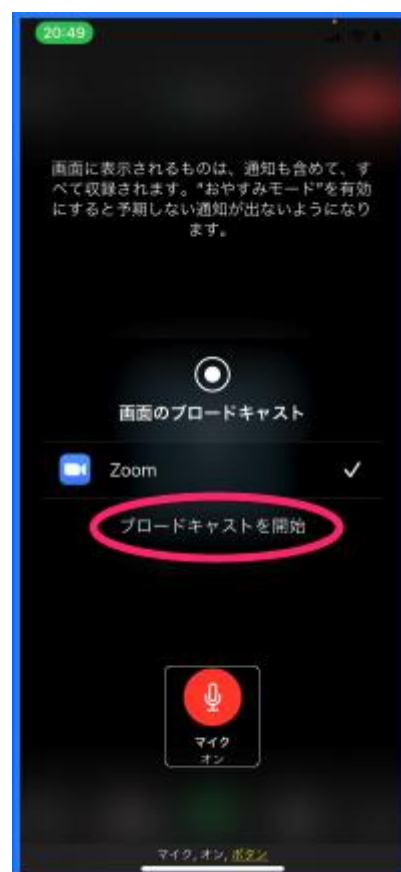 20:49
画面に表示されるものは、通知も含めて、す
べて収録されます。"おやすみモード"を有効
にすると予期しない通知が出ないようになり
ます。
画面のブロードキャスト
Zoom
ブロードキャストを開始
マイク
オン
マイク, オン, ボタン